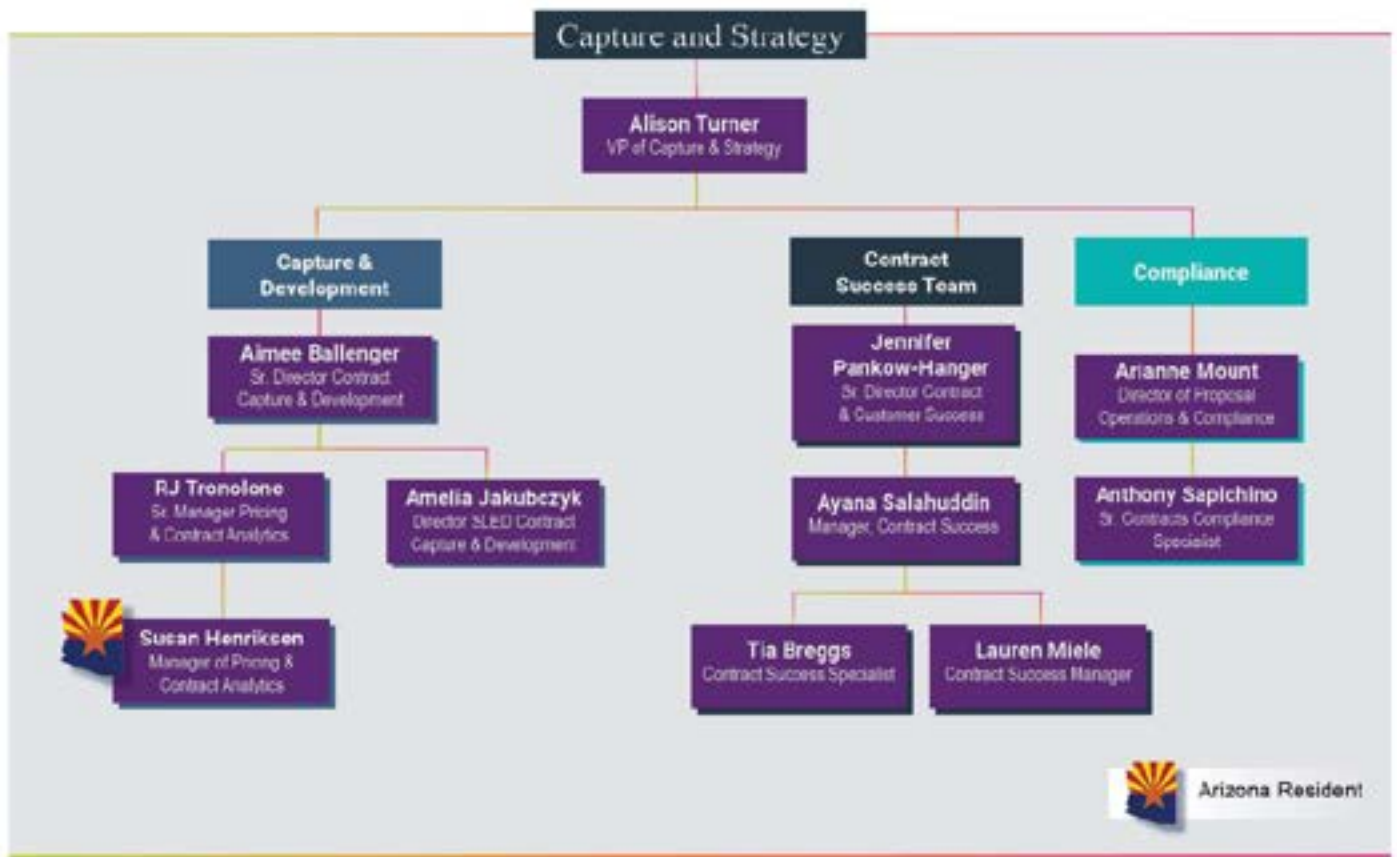 Capture and Strategy
Alison Turner
VP of Capture & Strategy
Capture &
Development
Aimee Ballenger
Sr. Director Contract
Capture & Development
RJ Tronolone
Sr. Manager Pricing
& Contract Analytics
Amelia Jakubczyk
Director SLED Contract
Capture & Development
Susan Henriksen
Manager of Pricing &
Contract Analytics
Contract
Success Team
Jennifer
Pankow-Hanger
Sr. Director Contract
& Customer Success
Ayana Salahuddin
Manager, Contract Success
Tia Breggs
Contract Success Specialist
Lauren Miele
Contract Success Manager
Compliance
Arianne Mount
Director of Proposal
Operations & Compliance
Anthony Sapichino
Sr. Contracts Compliance
Specialist
Arizona Resident